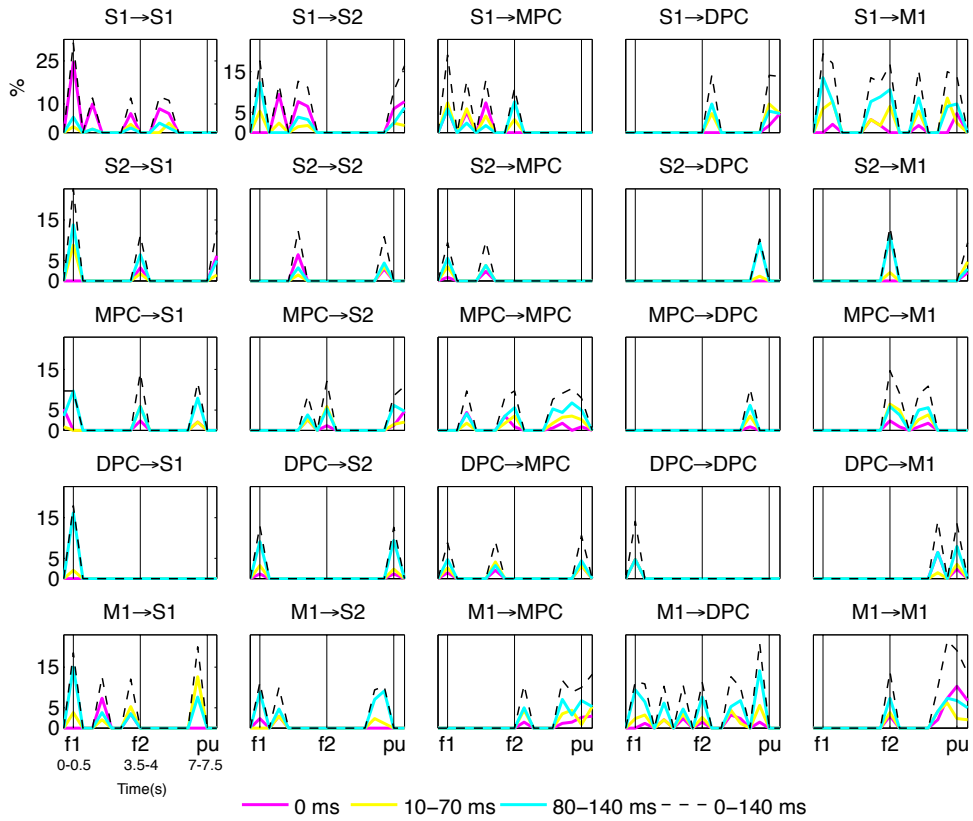 S1→S1 S1→S2 S1→MPC S1→DPC S1→M1
%
25
10
0
15
5
0
S2→S1 S2→S2 S2→MPC S2→DPC S2→M1
15
5
0
MPC→S1 MPC→S2 MPC→MPC MPC→DPC MPC→M1
15
5
0
DPC→S1 DPC→S2 DPC→MPC DPC→DPC DPC→M1
15
5
0
M1→S1 M1→S2 M1→MPC M1→DPC M1→M1
15
5
0
f1 f2 pu f1 f2 pu f1 f2 pu f1 f2 pu f1 f2 pu
0-0.5 3.5-4 7-7.5
Time(s)
0 ms 10−70 ms 80−140 ms 0−140 ms